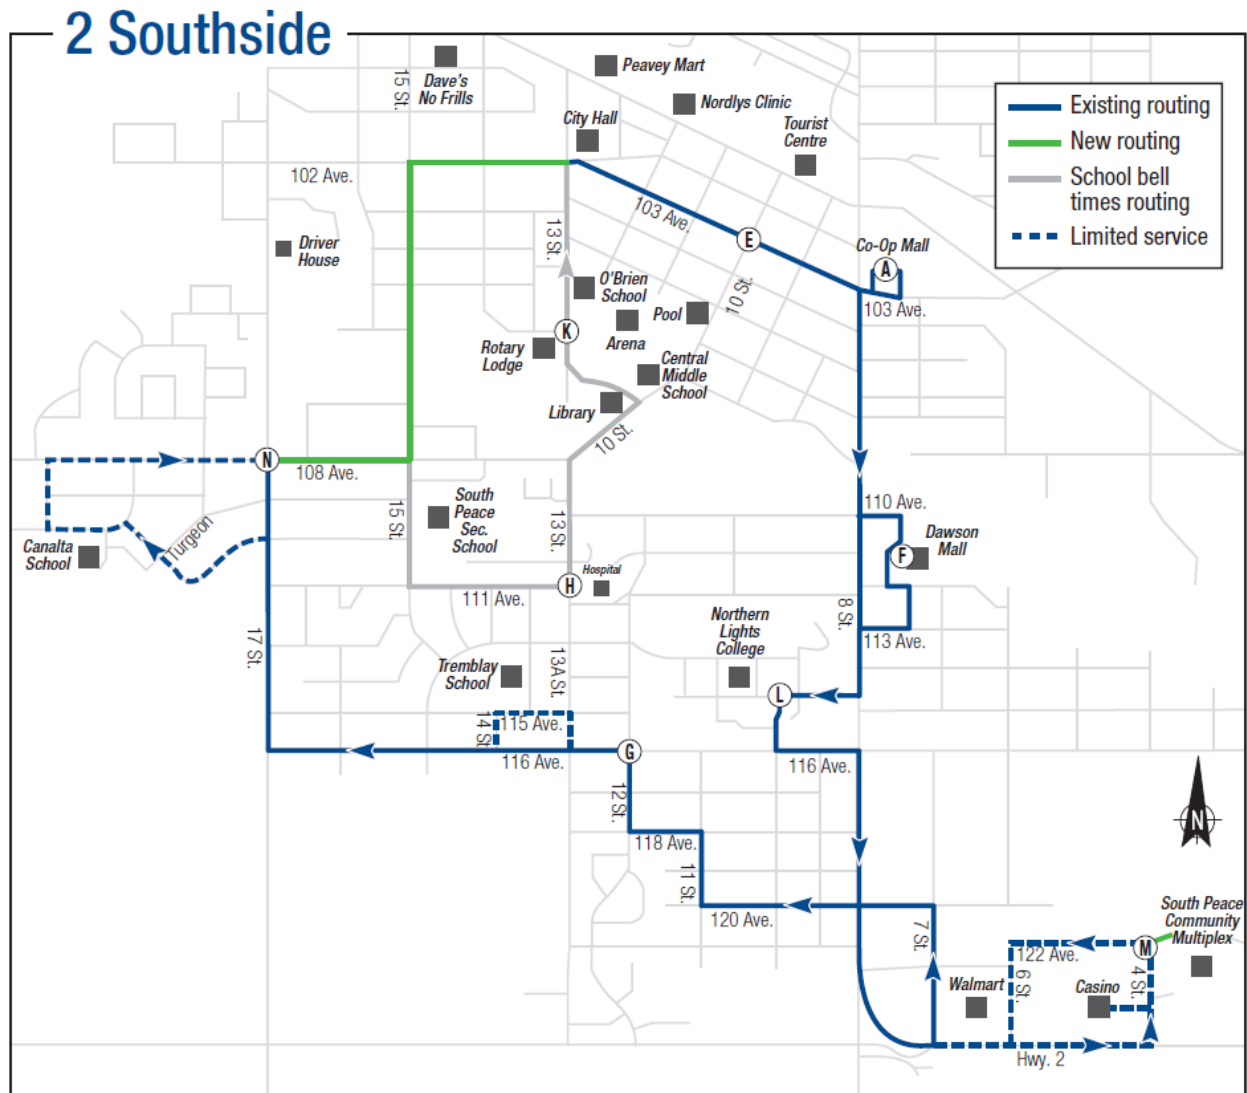 2 Southside
15 St.
Dave's
No Frills
Peavey Mart
Nordlys Clinic
City Hall
Tourist
Centre
Existing routing
New routing
School bell
times routing
Limited service
102 Ave.
103 Ave.
Driver
House
13 St.
E
Co-Op Mall
A
103 Ave.
O'Brien
School
10 St.
Pool
K
Arena
Rotary
Lodge
Central
Middle
School
Library
10 St.
N
108 Ave.
15 St.
South
Peace
Sec.
School
13 St.
110 Ave.
Dawson
Mall
F
Turgeon
Canalta
School
H
Hospital
111 Ave.
8 St.
113 Ave.
Northern
Lights
College
17 St.
Tremblay
School
13A St.
L
14 St.
115 Ave.
G
116 Ave.
116 Ave.
12 St.
N
118 Ave.
11 St.
120 Ave.
7 St.
South Peace
Community
Multiplex
M
122 Ave.
6 St.
4 St.
Walmart
Casino
Hwy. 2